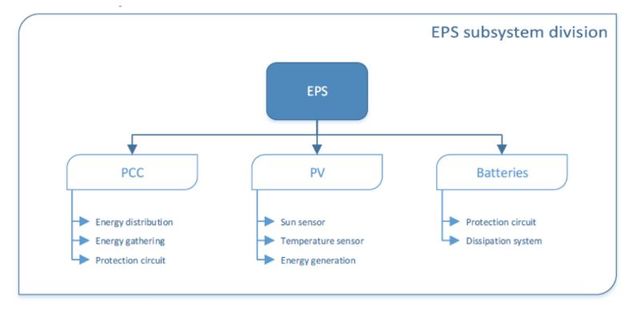 EPS subsystem division
EPS
PCC
PV
Batteries
Energy distribution
Energy gathering
Protection circuit
Sun sensor
Temperature sensor
Energy generation
Protection circuit
Dissipation system